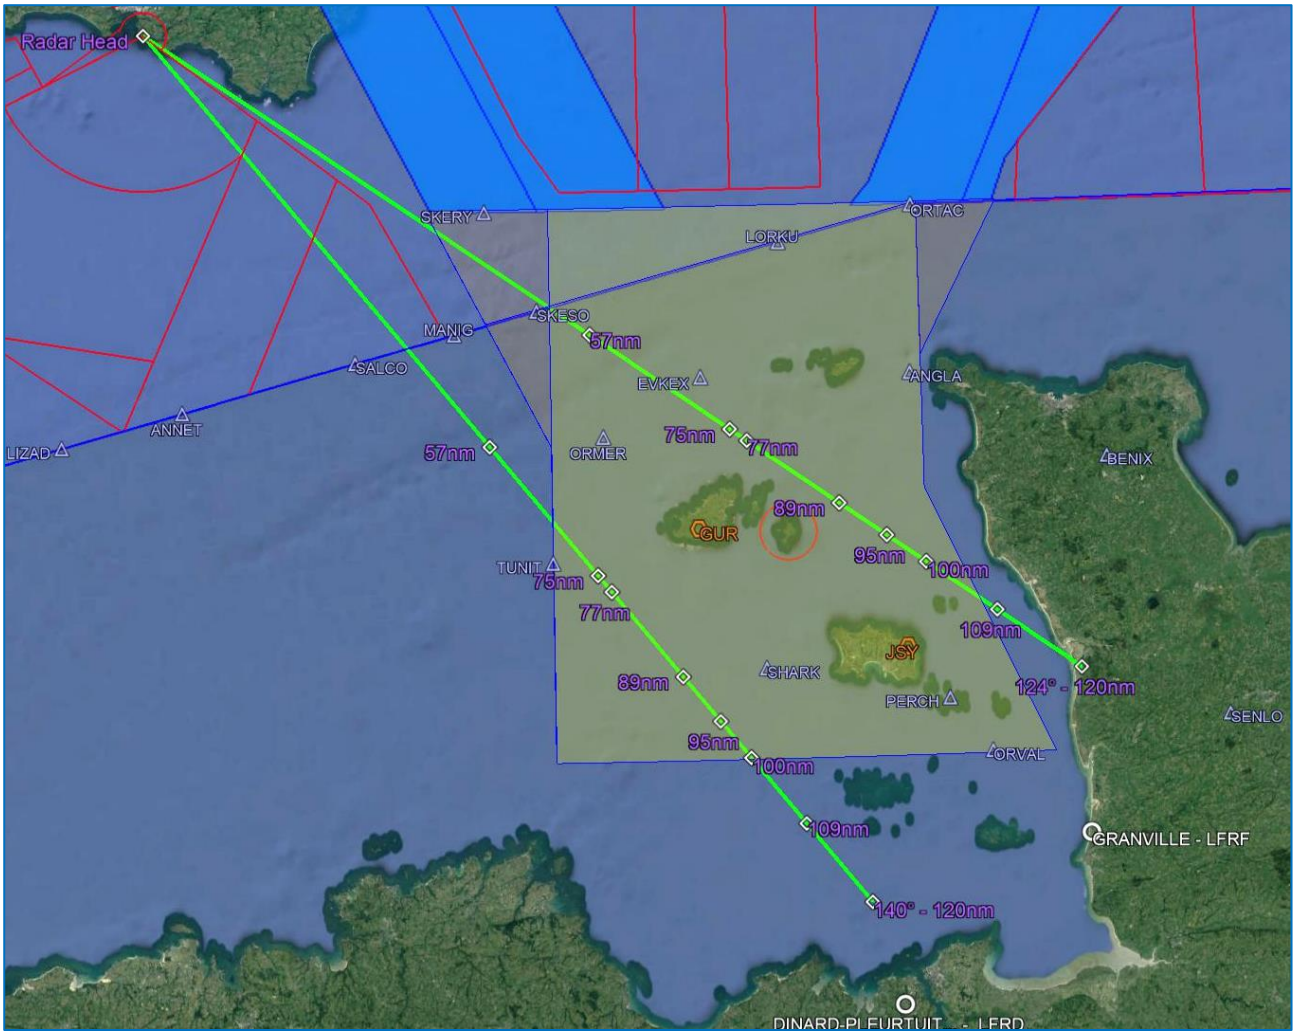 Radar Head
SKERY
ORTAC
LORKU
SKESO
MANIG
57nm
SALCO
ANGLA
EVKEX
ANNET
75nm
77nm
LIZAD
57nm
ORMER
BENIX
89nm
GUR
95nm
100nm
TUNIT
75nm
77nm
109nm
JSY
SHARK
89nm
124° - 120nm
PERCH
SENLO
95nm
ORVAL
100nm
109nm
GRANVILLE - LFRF
140° - 120nm
DINARD-PLEURTUIT - LFRD